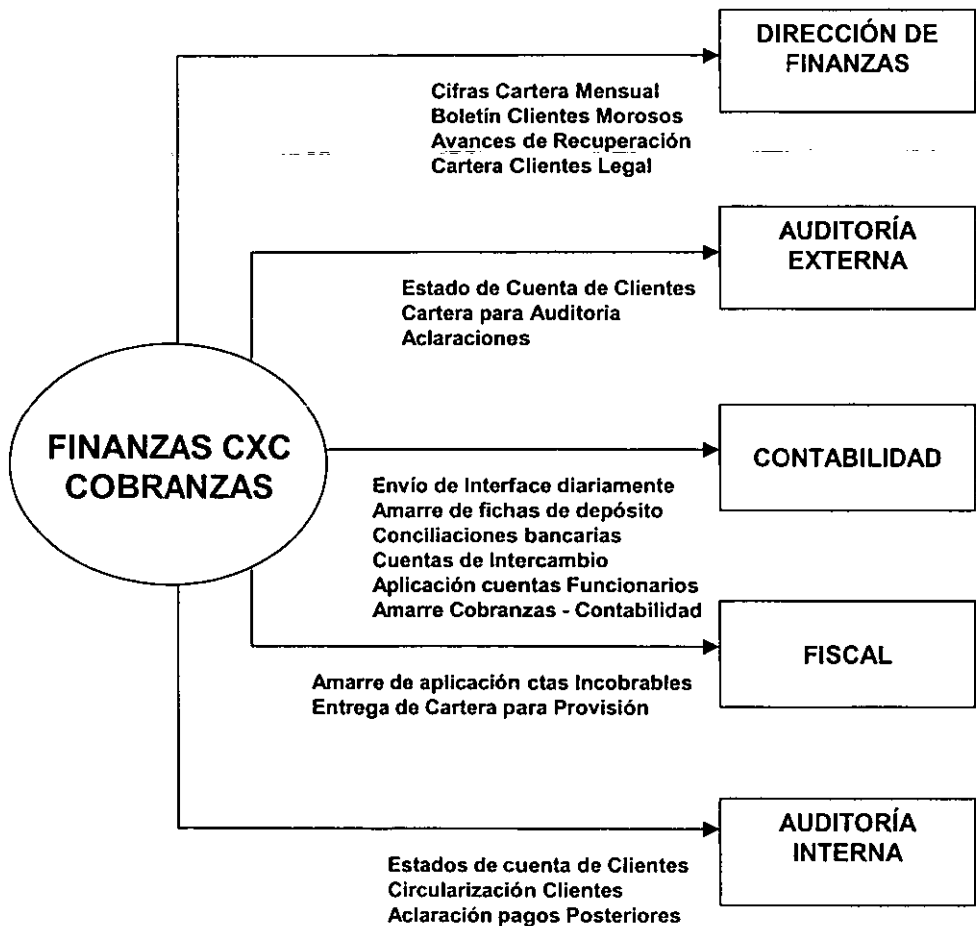 DIRECCIÓN DE
FINANZAS
Cifras Cartera Mensual
Boletín Clientes Morosos
Avances de Recuperación
Cartera Clientes Legal
AUDITORÍA
EXTERNA
Estado de Cuenta de Clientes
Cartera para Auditoria
Aclaraciones
FINANZAS CXC
COBRANZAS
CONTABILIDAD
Envío de Interface diariamente
Amarre de fichas de depósito
Conciliaciones bancarias
Cuentas de Intercambio
Aplicación cuentas Funcionarios
Amarre Cobranzas - Contabilidad
FISCAL
Amarre de aplicación ctas Incobrables
Entrega de Cartera para Provisión
AUDITORÍA
INTERNA
Estados de cuenta de Clientes
Circularización Clientes
Aclaración pagos Posteriores